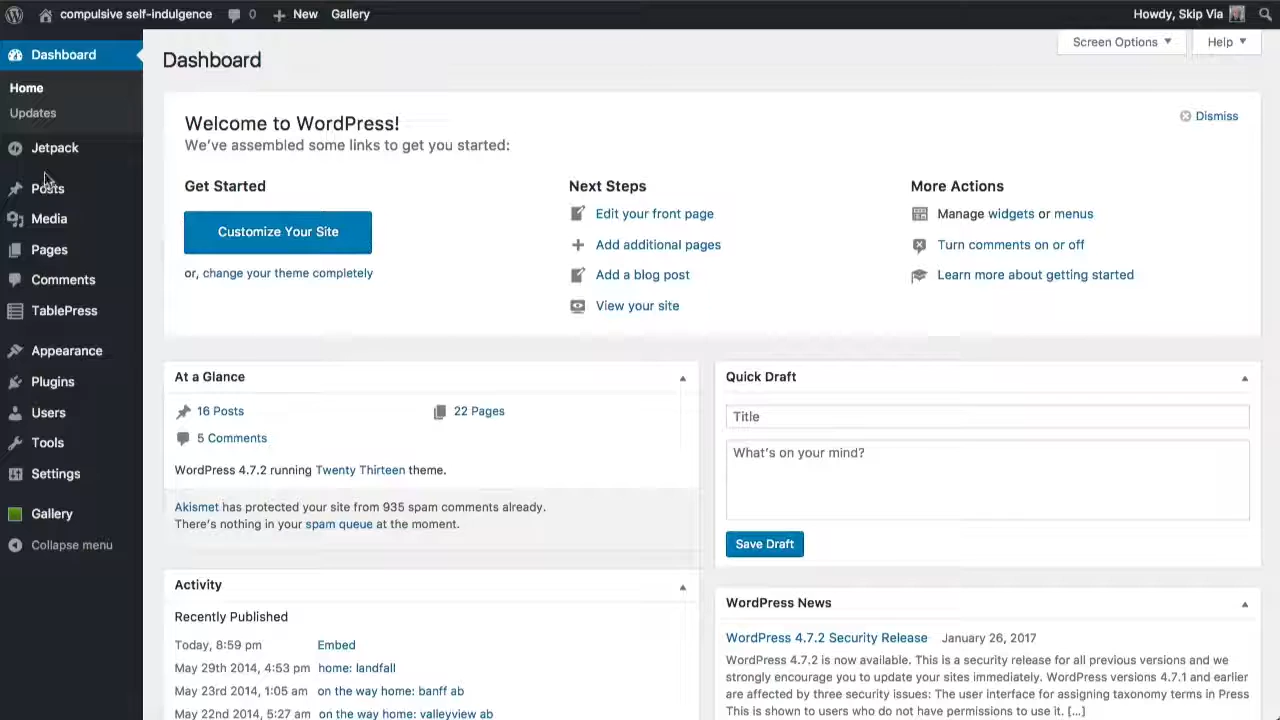 compulsive self-indulgence 0 New Gallery Howdy, Skip Via
Dashboard
Home
Updates
Jetpack
Posts
Media
Pages
Comments
TablePress
Appearance
Plugins
Users
Tools
Settings
Gallery
Collapse menu
Screen Options Help
Dashboard
Welcome to WordPress!
Dismiss
We've assembled some links to get you started:
Get Started
Customize Your Site
or, change your theme completely
Next Steps
Edit your front page
Add additional pages
Add a blog post
View your site
More Actions
Manage widgets or menus
Turn comments on or off
Learn more about getting started
At a Glance
16 Posts 22 Pages
5 Comments
WordPress 4.7.2 running Twenty Thirteen theme.
Akismet has protected your site from 935 spam comments already.
There's nothing in your spam queue at the moment.
Activity
Recently Published
Today, 8:59 pm Embed
May 29th 2014, 4:53 pm home: landfall
May 23rd 2014, 1:05 am on the way home: banff ab
May 22nd 2014, 5:27 am on the way home: valleyview ab
Quick Draft
Title
What's on your mind?
Save Draft
WordPress News
WordPress 4.7.2 Security Release January 26, 2017
WordPress 4.7.2 is now available. This is a security release for all previous versions and we
strongly encourage you to update your sites immediately. WordPress versions 4.7.1 and earlier
are affected by three security issues: The user interface for assigning taxonomy terms in Press
This is shown to users who do not have permissions to use it. […]